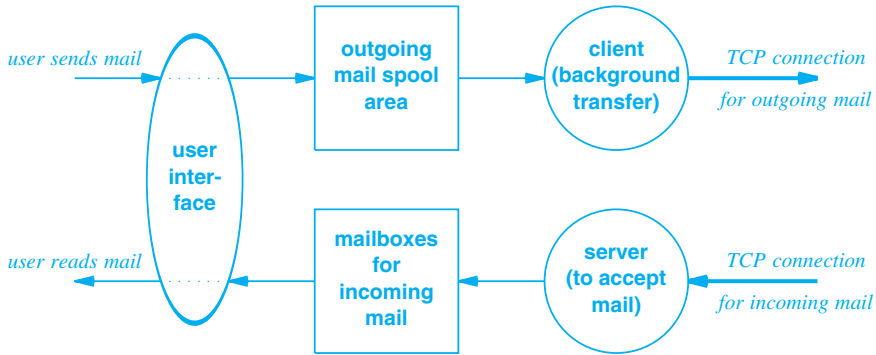 user sends mail
outgoing
mail spool
area
client
(background
transfer)
TCP connection
for outgoing mail
user
inter-
face
user reads mail
mailboxes
for
incoming
mail
server
(to accept
mail)
TCP connection
for incoming mail